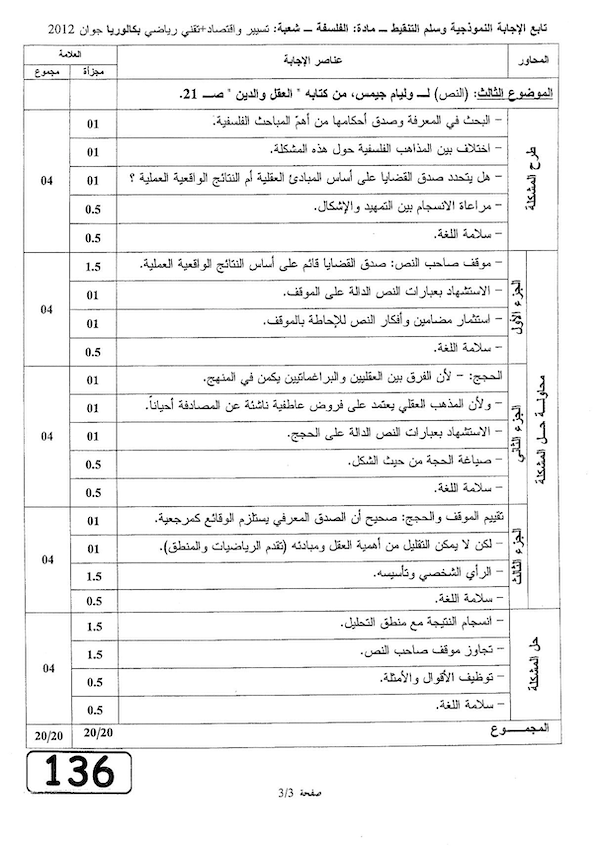 تابع الإجابة النموذجية وسلم التنقيط ــ مادة: الفلسفة ــ شعبة: تسيير واقتصاد+تقني رياضي بكالوريا جوان 2012
المحاور عناصر الإجابة العلامة
مجزأة مجموع
الموضوع الثالث: (النص) لــ وليام جيمس، من كتابه " العقل والدين " صــ 21.
طرح المشكلة
– البحث في المعرفة وصدق أحكامها من أهمّ المباحث الفلسفية. 01
– اختلاف بين المذاهب الفلسفية حول هذه المشكلة. 01
– هل يتحدد صدق القضايا على أساس المبادئ العقلية أم النتائج الواقعية العملية ؟ 01 04
– مراعاة الانسجام بين التمهيد والإشكال. 0.5
– سلامة اللغة. 0.5
محاولة حل المشكلة
الجزء الأول
– موقف صاحب النص: صدق القضايا قائم على أساس النتائج الواقعية العملية. 1.5
– الاستشهاد بعبارات النص الدالة على الموقف. 01 04
– استثمار مضامين وأفكار النص للإحاطة بالموقف. 01
– سلامة اللغة. 0.5
الجزء الثاني
الحجج: – لأن الفرق بين العقليين والبراغماتيين يكمن في المنهج. 01
– ولأن المذهب العقلي يعتمد على فروض عاطفية ناشئة عن المصادفة أحياناً. 01
– الاستشهاد بعبارات النص الدالة على الحجج. 01 04
– صياغة الحجة من حيث الشكل. 0.5
– سلامة اللغة. 0.5
الجزء الثالث
تقييم الموقف والحجج: صحيح أن الصدق المعرفي يستلزم الوقائع كمرجعية. 01
– لكن لا يمكن التقليل من أهمية العقل ومبادئه (تقدم الرياضيات والمنطق). 01 04
– الرأي الشخصي وتأسيسه. 1.5
– سلامة اللغة. 0.5
حل المشكلة
– انسجام النتيجة مع منطق التحليل. 1.5
– تجاوز موقف صاحب النص. 1.5 04
– توظيف الأقوال والأمثلة. 0.5
– سلامة اللغة. 0.5
المجمـــوع 20/20 20/20
136
صفحة 3/3